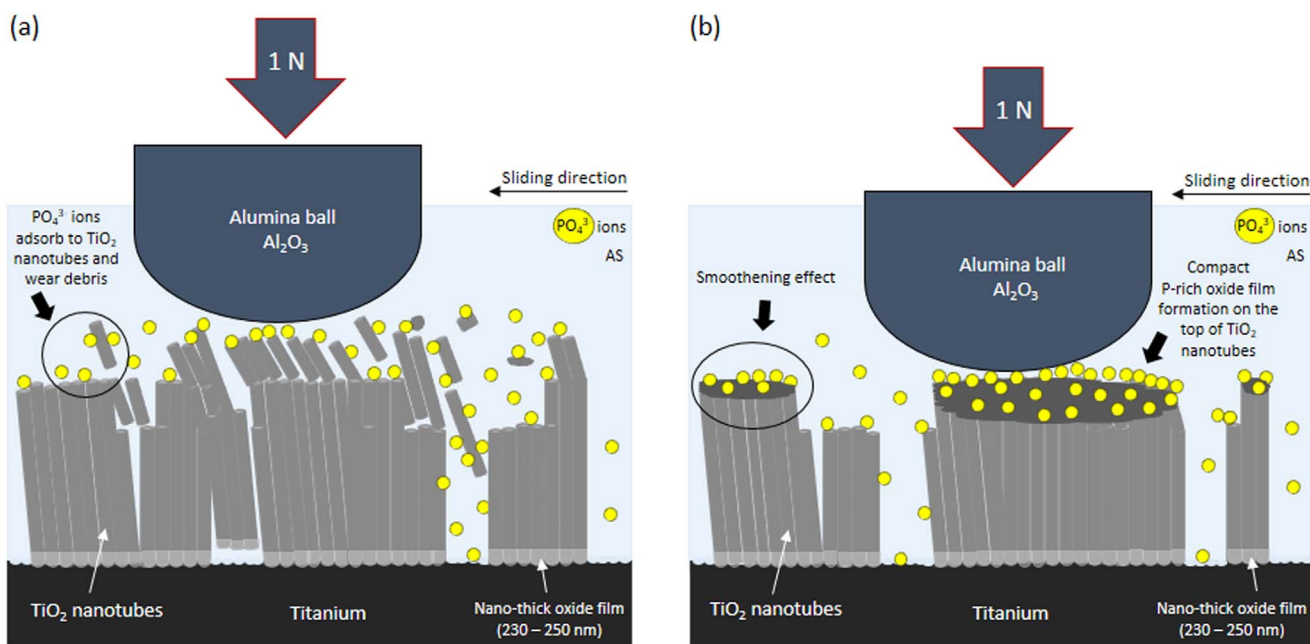 (a)
1 N
Sliding direction
PO₄³⁻ ions
adsorb to TiO₂
nanotubes and
wear debris
Alumina ball
Al₂O₃
PO₄³ ions
AS
TiO₂ nanotubes
Titanium
Nano-thick oxide film
(230 – 250 nm)
(b)
1 N
Sliding direction
Smoothening effect
Alumina ball
Al₂O₃
PO₄³ ions
AS
Compact
P-rich oxide film
formation on the
top of TiO₂
nanotubes
TiO₂ nanotubes
Titanium
Nano-thick oxide film
(230 – 250 nm)